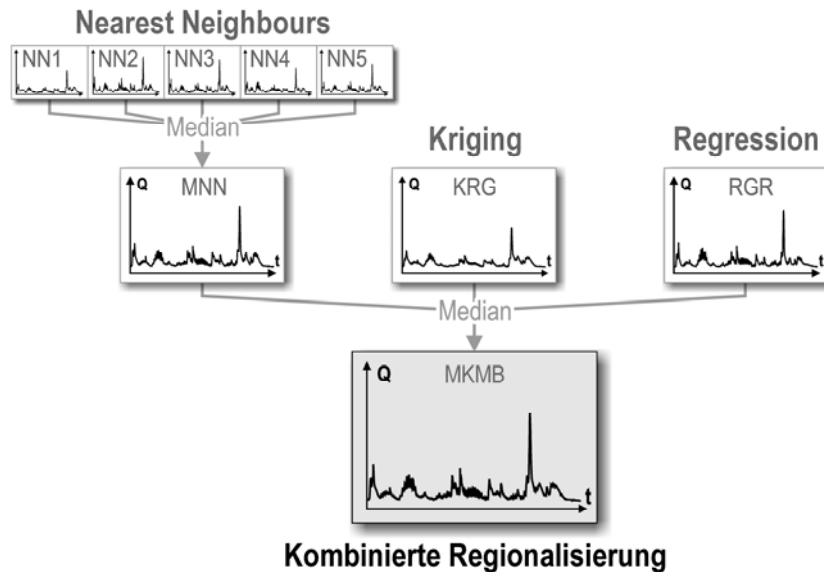 Nearest Neighbours
NN1 NN2 NN3 NN4 NN5
Median
Kriging Regression
Q MNN t
KRG
Q RGR t
Q t
Median
Q MKMB t
Kombinierte Regionalisierung